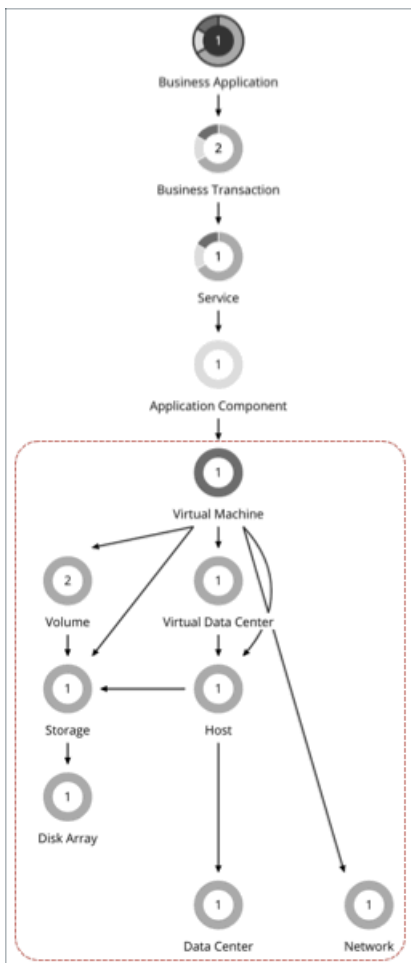 1
Business Application
2
Business Transaction
1
Service
1
Application Component
1
Virtual Machine
2
1
Volume
Virtual Data Center
1
1
Storage
Host
1
Disk Array
1
1
Data Center
Network